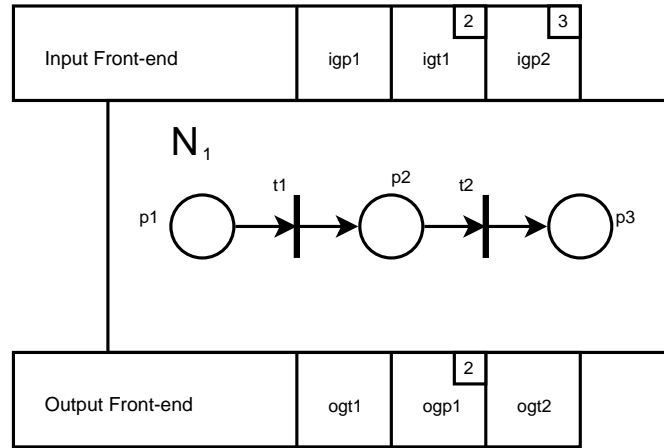 Input Front-end igp1 igt1 2 igp2 3
N1
p1 t1 p2 t2 p3
Output Front-end ogt1 ogp1 2 ogt2